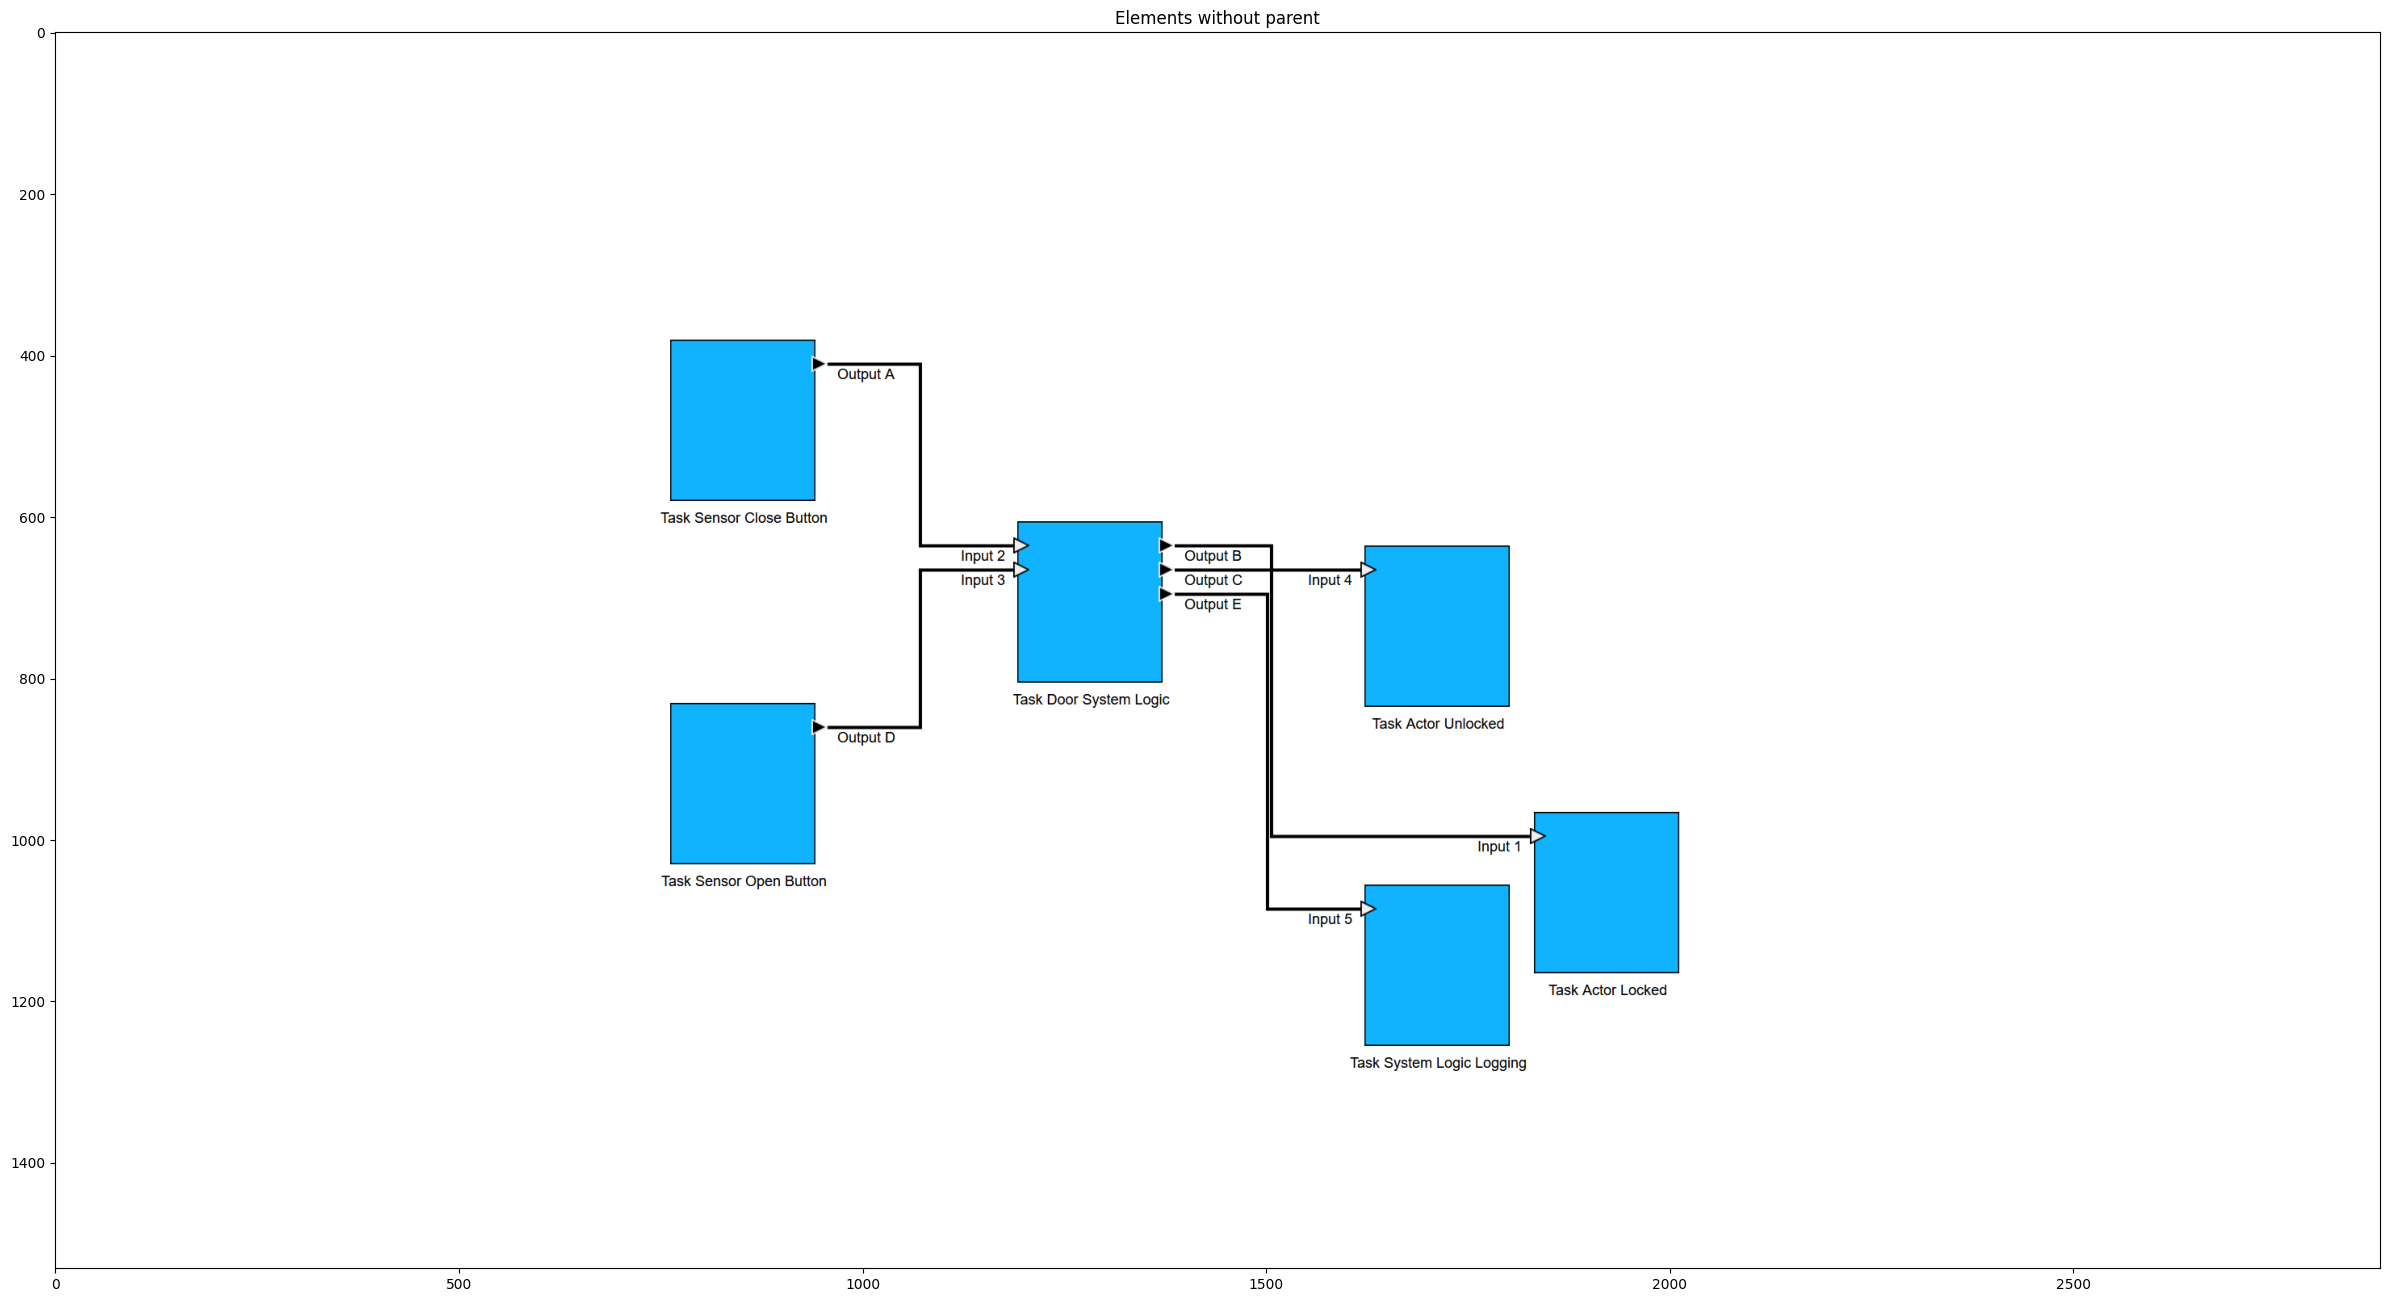 Elements without parent
0
200
400
600
800
1000
1200
1400
Output A
Task Sensor Close Button
Input 2
Input 3
Output B
Output C
Output E
Input 4
Task Door System Logic
Task Actor Unlocked
Output D
Task Sensor Open Button
Input 1
Input 5
Task Actor Locked
Task System Logic Logging
0
500
1000
1500
2000
2500